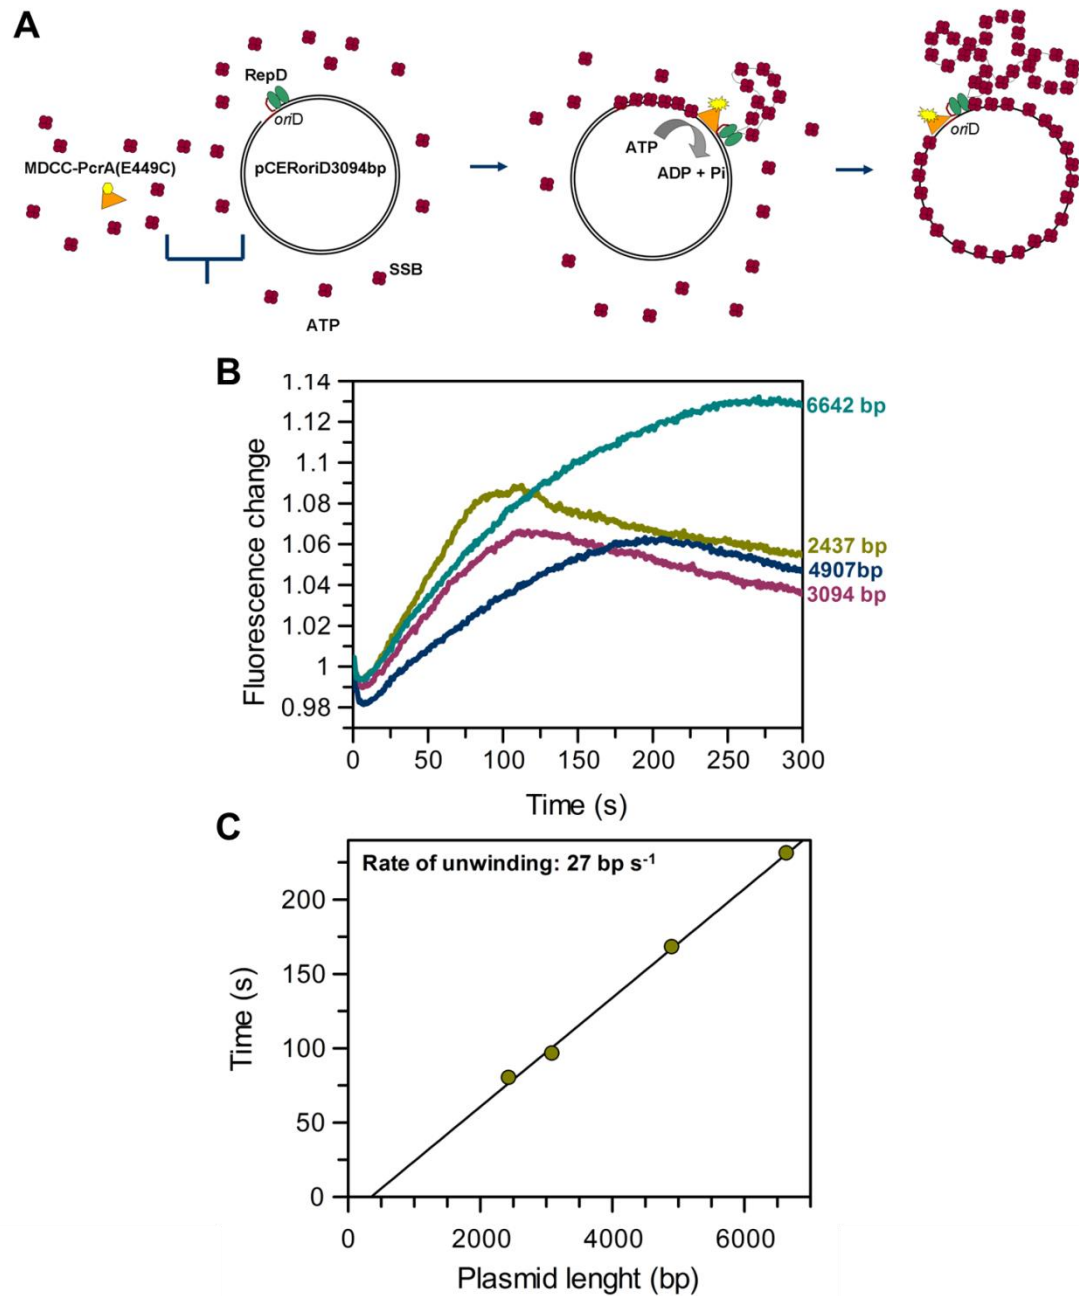 A
RepD
oriD
pCERoriD3094bp
MDCC-PcrA(E449C)
SSB
ATP
ATP
ADP + Pi
oriD
B
1.14
1.12
1.1
1.08
1.06
1.04
1.02
1
0.98
Fluorescence change
6642 bp
2437 bp
4907bp
3094 bp
0
50
100
150
200
250
300
Time (s)
C
Rate of unwinding: 27 bp s⁻¹
200
150
100
50
0
Time (s)
0
2000
4000
6000
Plasmid lenght (bp)